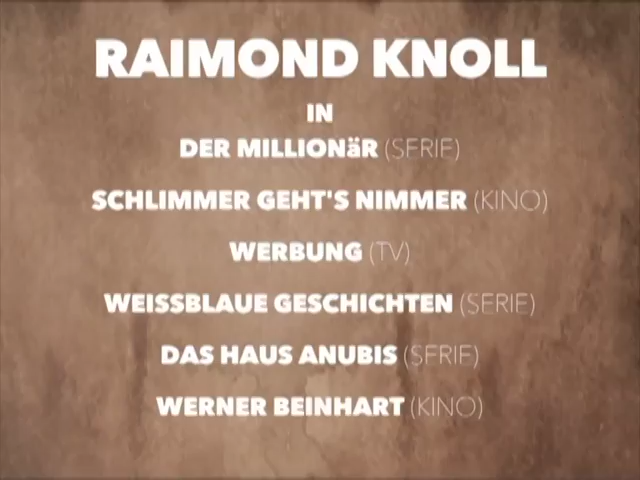 RAIMOND KNOLL
IN
DER MILLIONäR (SERIE)
SCHLIMMER GEHT'S NIMMER (KINO)
WERBUNG (TV)
WEISSBLAUE GESCHICHTEN (SERIE)
DAS HAUS ANUBIS (SERIE)
WERNER BEINHART (KINO)